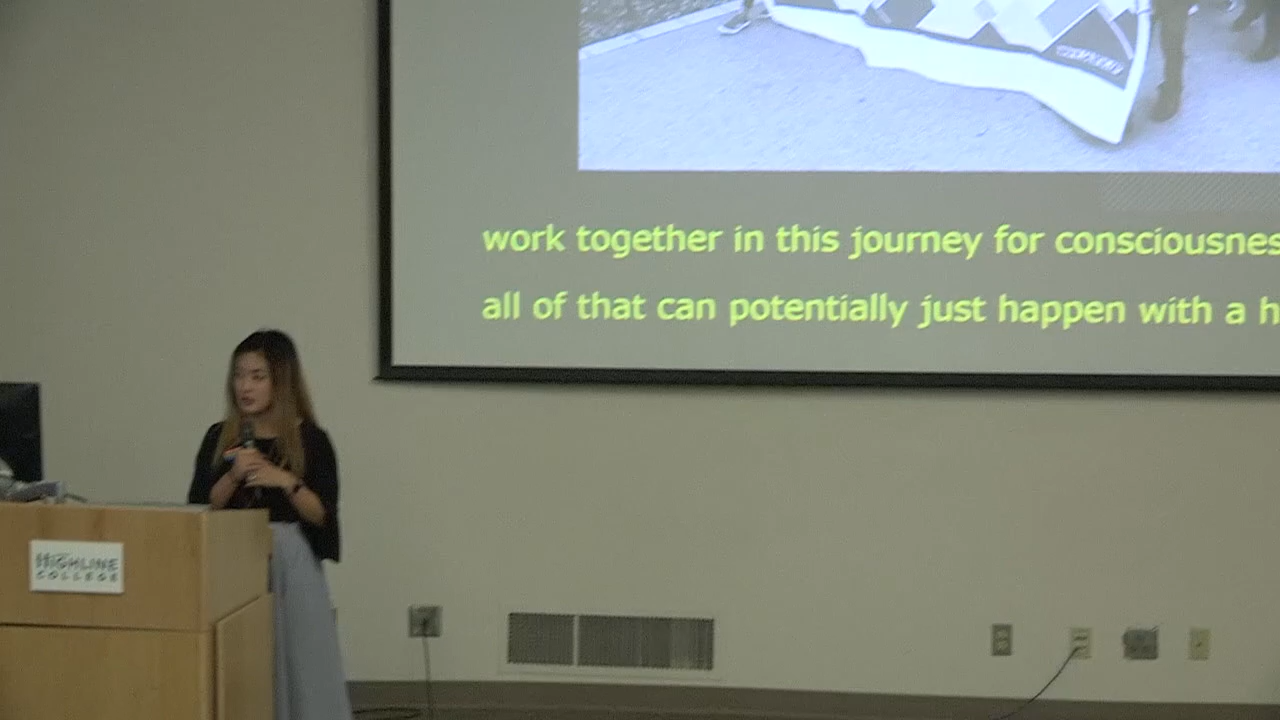 work together in this journey for consciousnes
all of that can potentially just happen with a h
HIGHLINE
COLLEGE